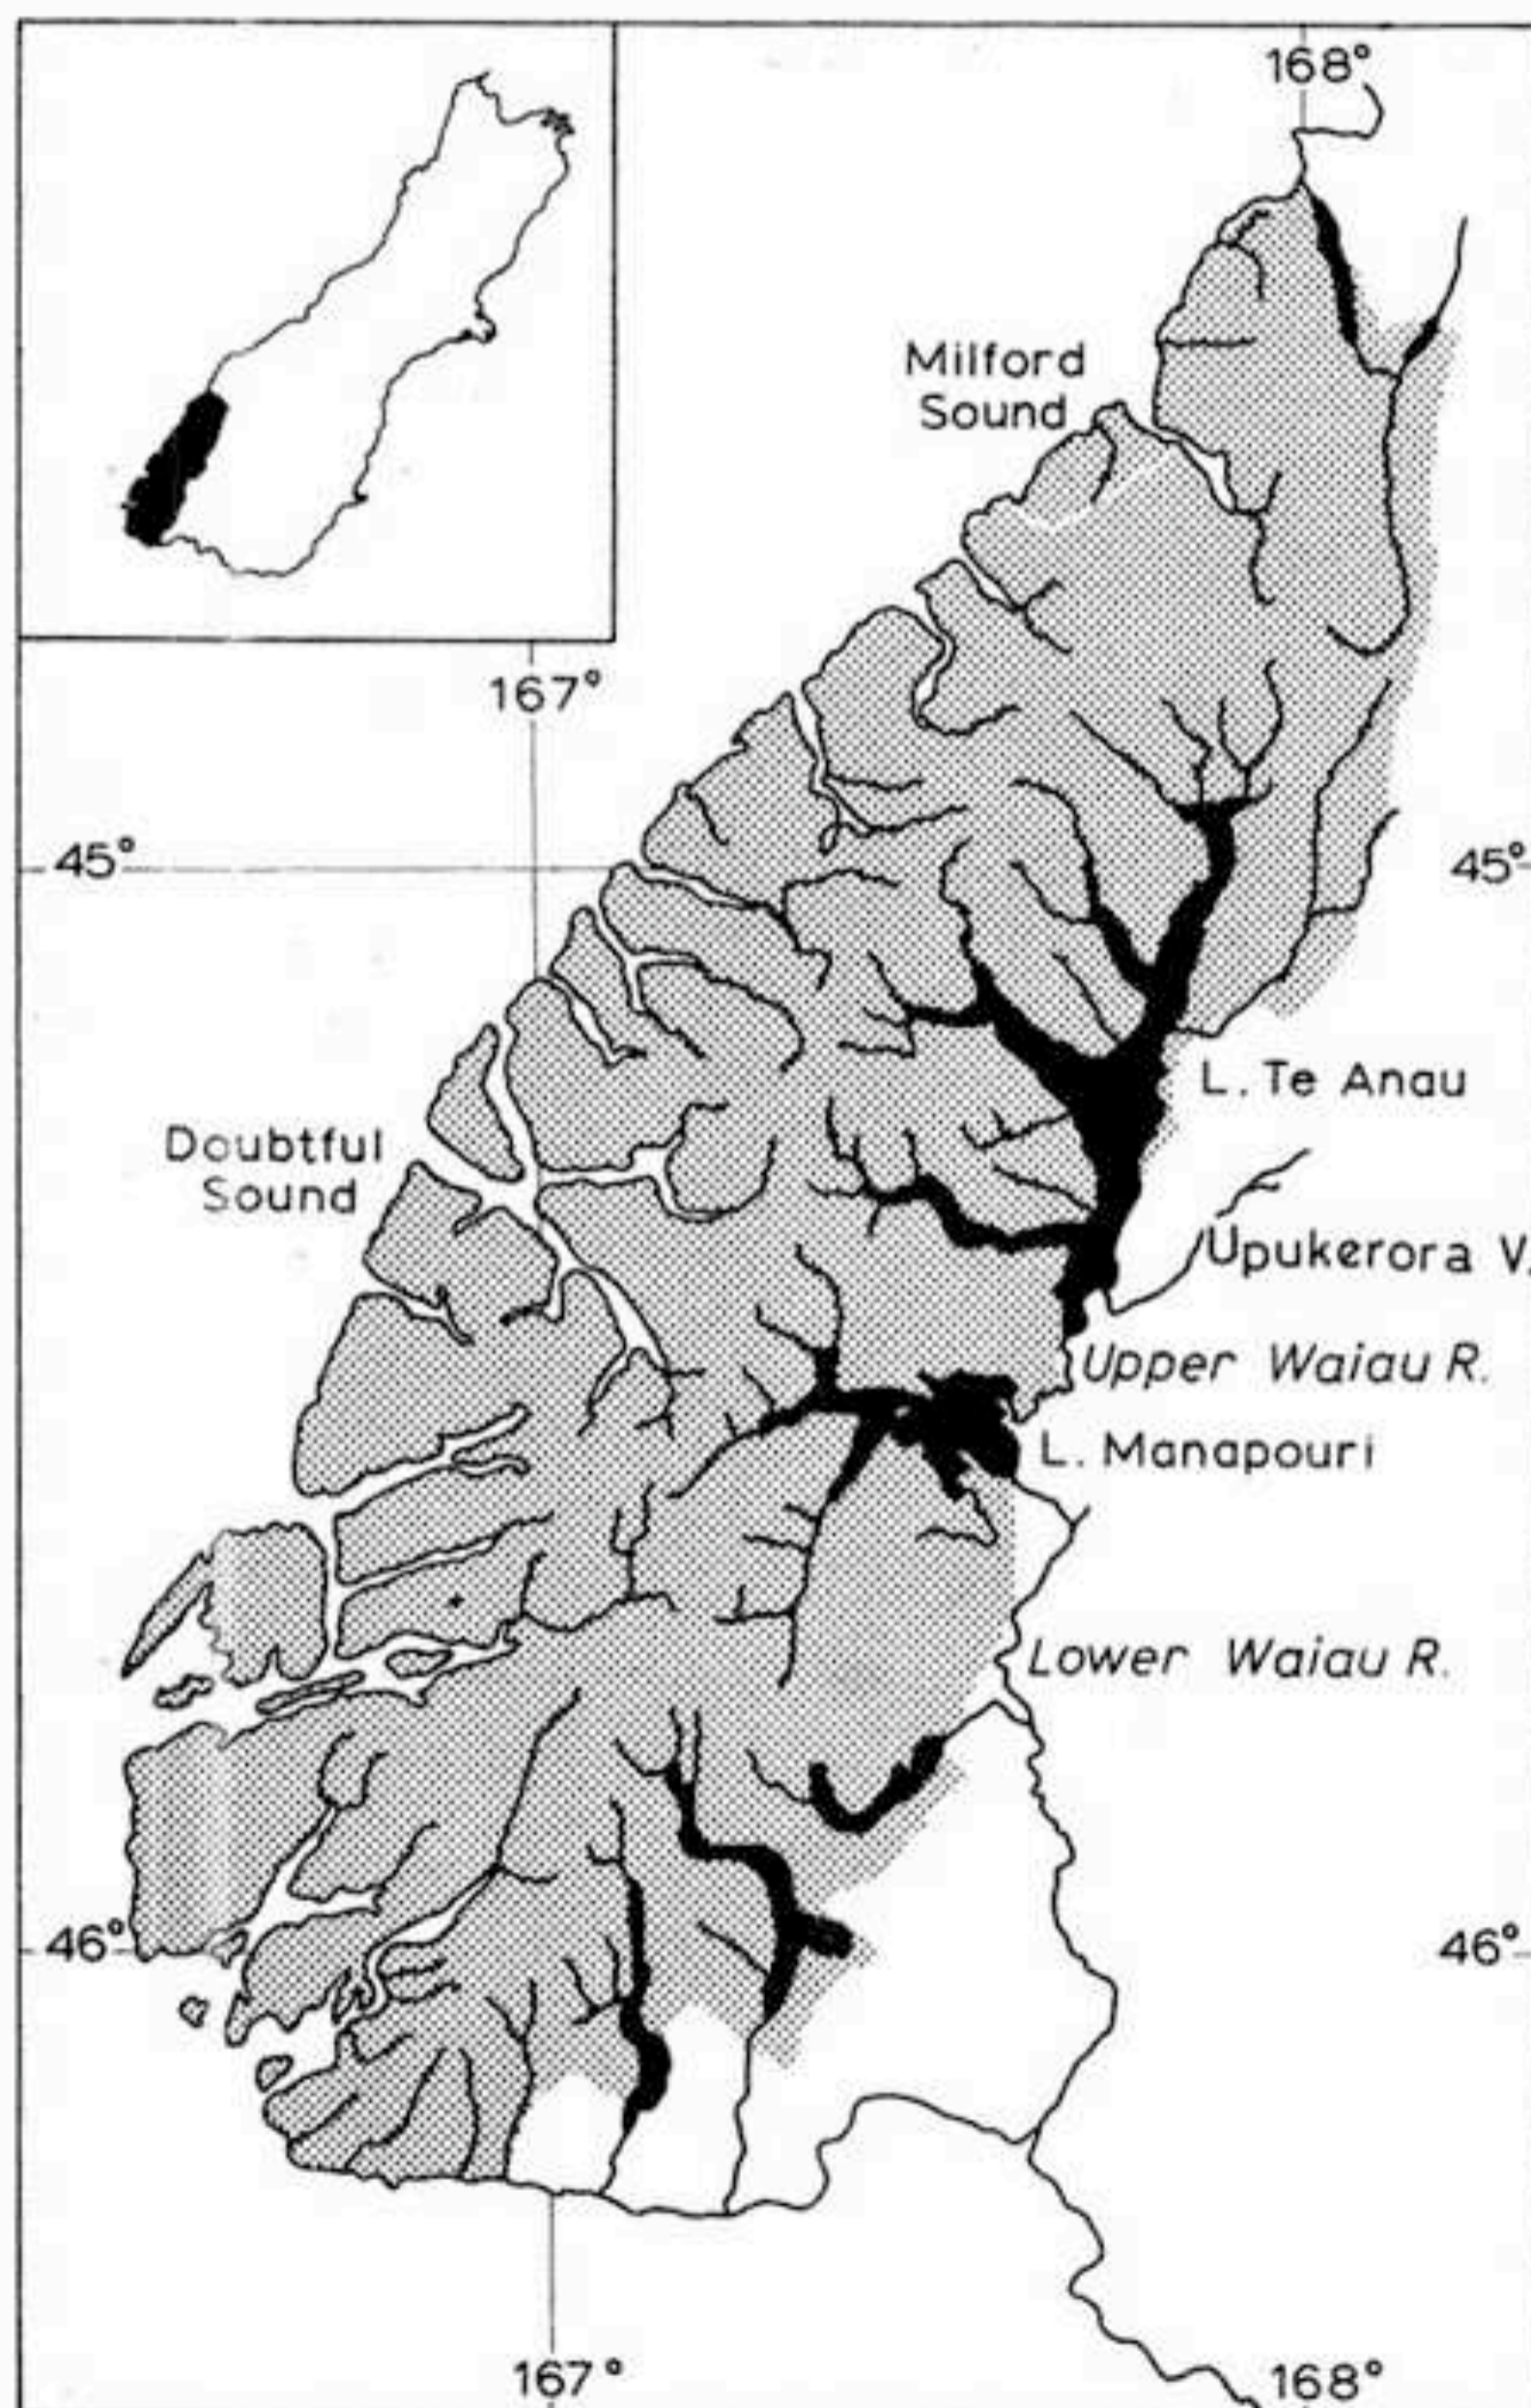 168°
Milford
Sound
167°
45°
45°
L. Te Anau
Doubtful
Sound
Upukerora V.
Upper Waiau R.
L. Manapouri
Lower Waiau R.
46°
46°
167°
168°